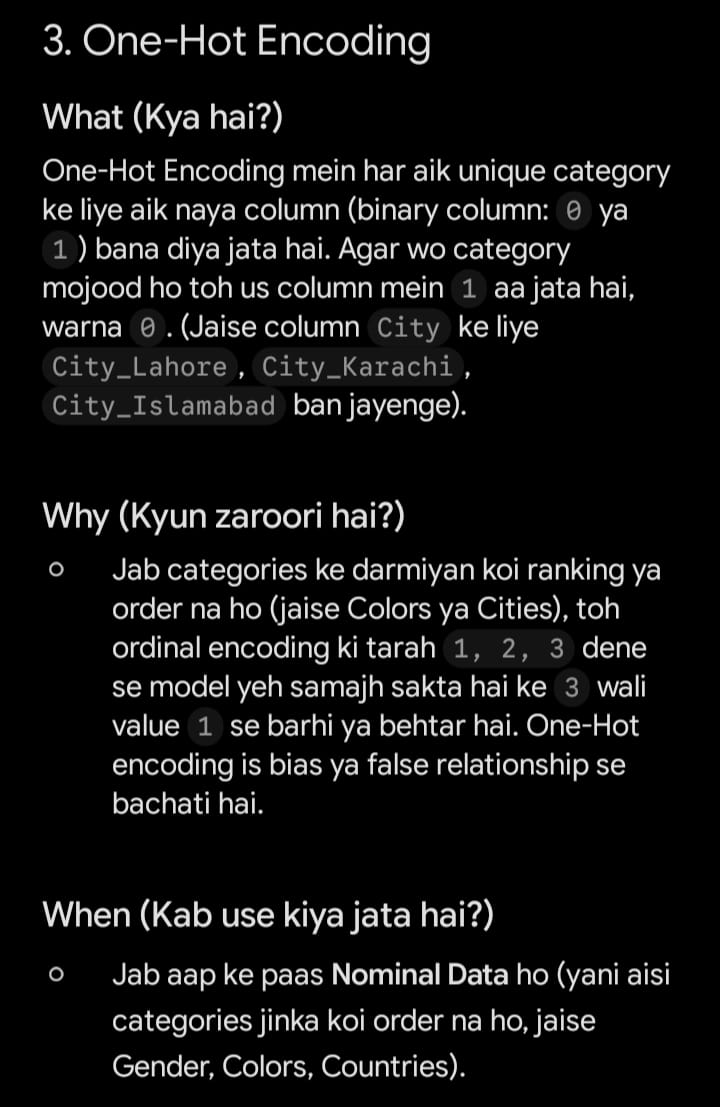 3. One-Hot Encoding
What (Kya hai?)
One-Hot Encoding mein har aik unique category
ke liye aik naya column (binary column: 0 ya
1 ) bana diya jata hai. Agar wo category
mojood ho toh us column mein 1 aa jata hai,
warna 0 . (Jaise column City ke liye
City_Lahore , City_Karachi ,
City_Islamabad ban jayenge).
Why (Kyun zaroori hai?)
○ Jab categories ke darmiyan koi ranking ya
order na ho (jaise Colors ya Cities), toh
ordinal encoding ki tarah 1, 2, 3 dene
se model yeh samajh sakta hai ke 3 wali
value 1 se barhi ya behtar hai. One-Hot
encoding is bias ya false relationship se
bachati hai.
When (Kab use kiya jata hai?)
○ Jab aap ke paas Nominal Data ho (yani aisi
categories jinka koi order na ho, jaise
Gender, Colors, Countries).